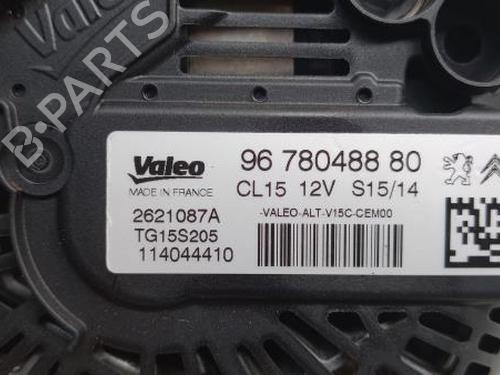 Valeo
B-PARTS
Valeo
96 780488 80
MADE IN FRANCE
CL15 12V S15/14
2621087A
-VALEO-ALT-V15C-CEM00
TG15S205
114044410